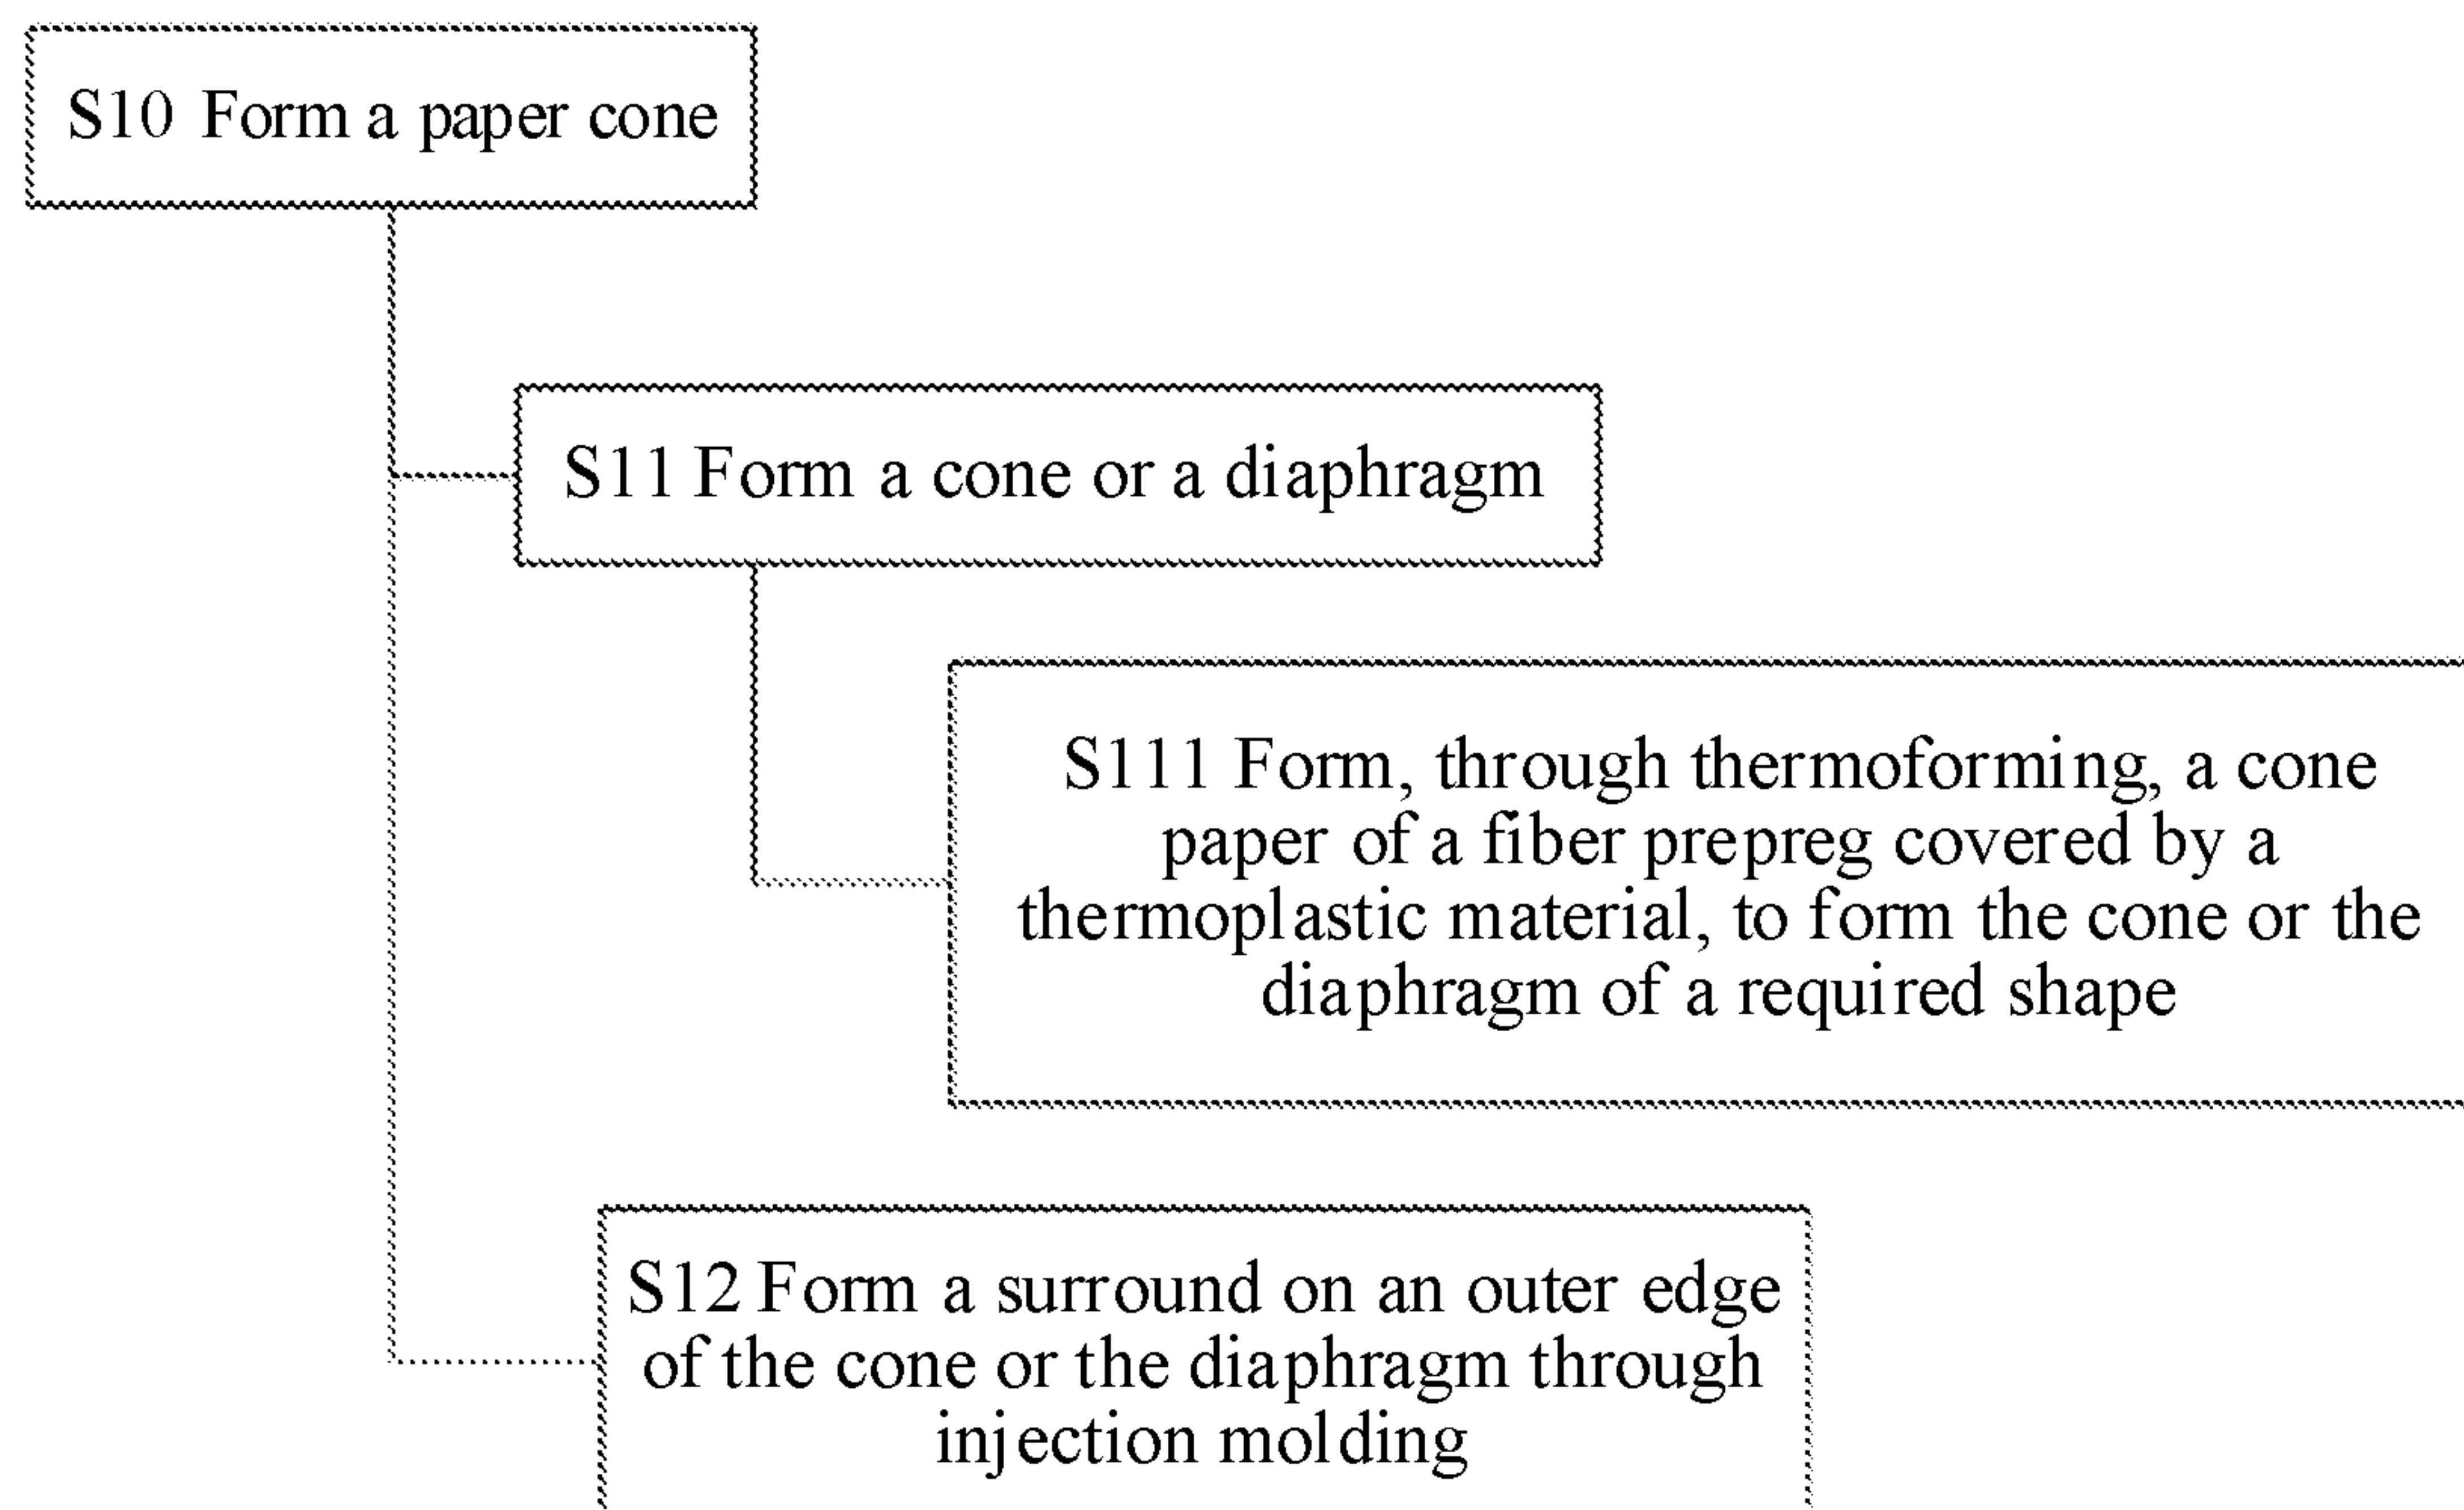 S10 Form a paper cone
S11 Form a cone or a diaphragm
S111 Form, through thermoforming, a cone
paper of a fiber prepreg covered by a
thermoplastic material, to form the cone or the
diaphragm of a required shape
S12 Form a surround on an outer edge
of the cone or the diaphragm through
injection molding